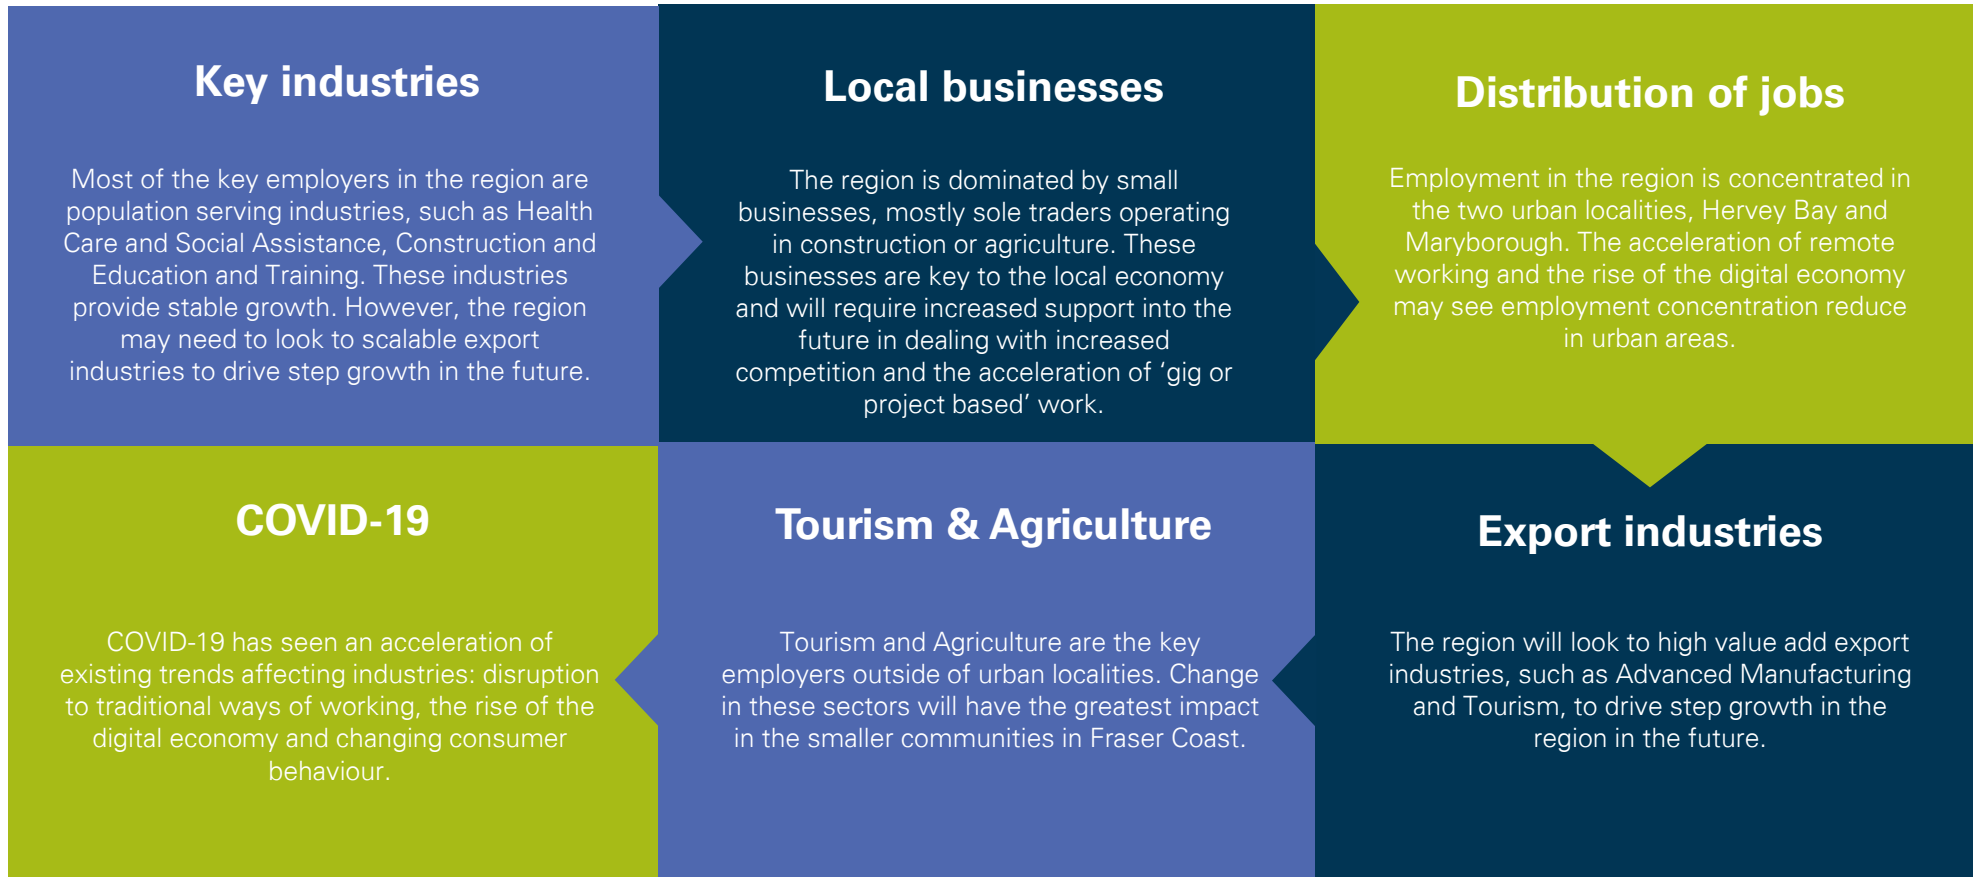 Key industries
Most of the key employers in the region are
population serving industries, such as Health
Care and Social Assistance, Construction and
Education and Training. These industries
provide stable growth. However, the region
may need to look to scalable export
industries to drive step growth in the future.
Local businesses
The region is dominated by small
businesses, mostly sole traders operating
in construction or agriculture. These
businesses are key to the local economy
and will require increased support into the
future in dealing with increased
competition and the acceleration of ‘gig or
project based’ work.
Distribution of jobs
Employment in the region is concentrated in
the two urban localities, Hervey Bay and
Maryborough. The acceleration of remote
working and the rise of the digital economy
may see employment concentration reduce
in urban areas.
Export industries
The region will look to high value add export
industries, such as Advanced Manufacturing
and Tourism, to drive step growth in the
region in the future.
Tourism & Agriculture
Tourism and Agriculture are the key
employers outside of urban localities. Change
in these sectors will have the greatest impact
in the smaller communities in Fraser Coast.
COVID-19
COVID-19 has seen an acceleration of
existing trends affecting industries: disruption
to traditional ways of working, the rise of the
digital economy and changing consumer
behaviour.